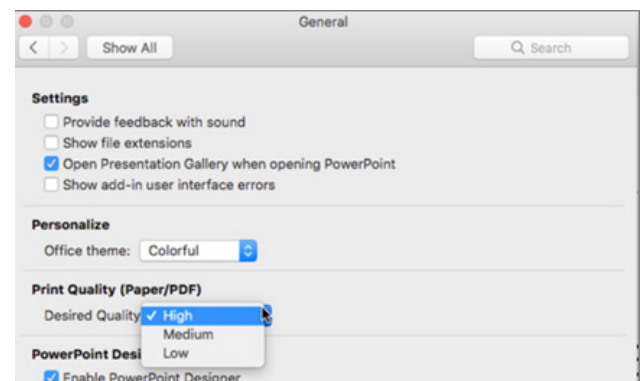 General
Show All
Search
Settings
Provide feedback with sound
Show file extensions
Open Presentation Gallery when opening PowerPoint
Show add-in user interface errors
Personalize
Office theme: Colorful
Print Quality (Paper/PDF)
Desired Quality ✓ High
Medium
Low
PowerPoint Desi
Enable PowerPoint Designer